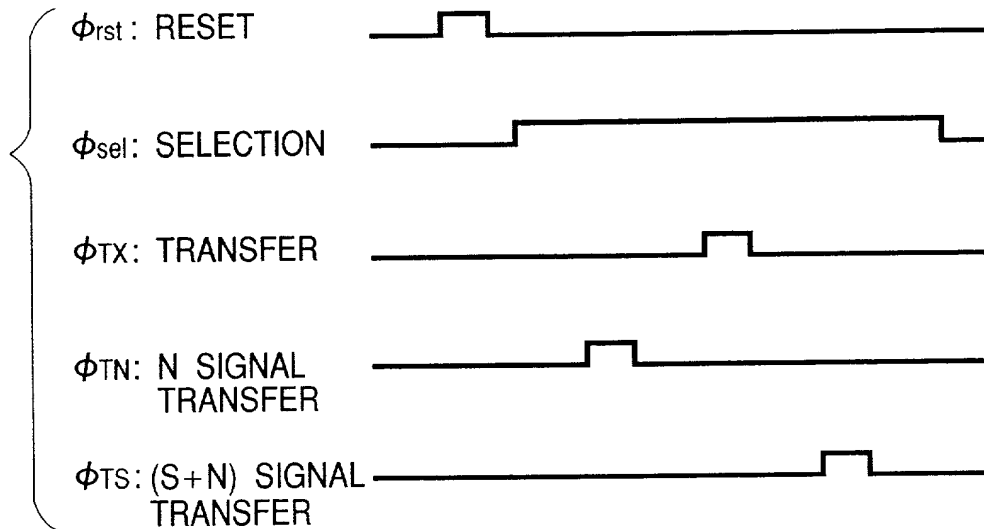 ϕrst: RESET
ϕsel: SELECTION
ϕTX: TRANSFER
ϕTN: N SIGNAL
TRANSFER
ϕTS: (S+N) SIGNAL
TRANSFER